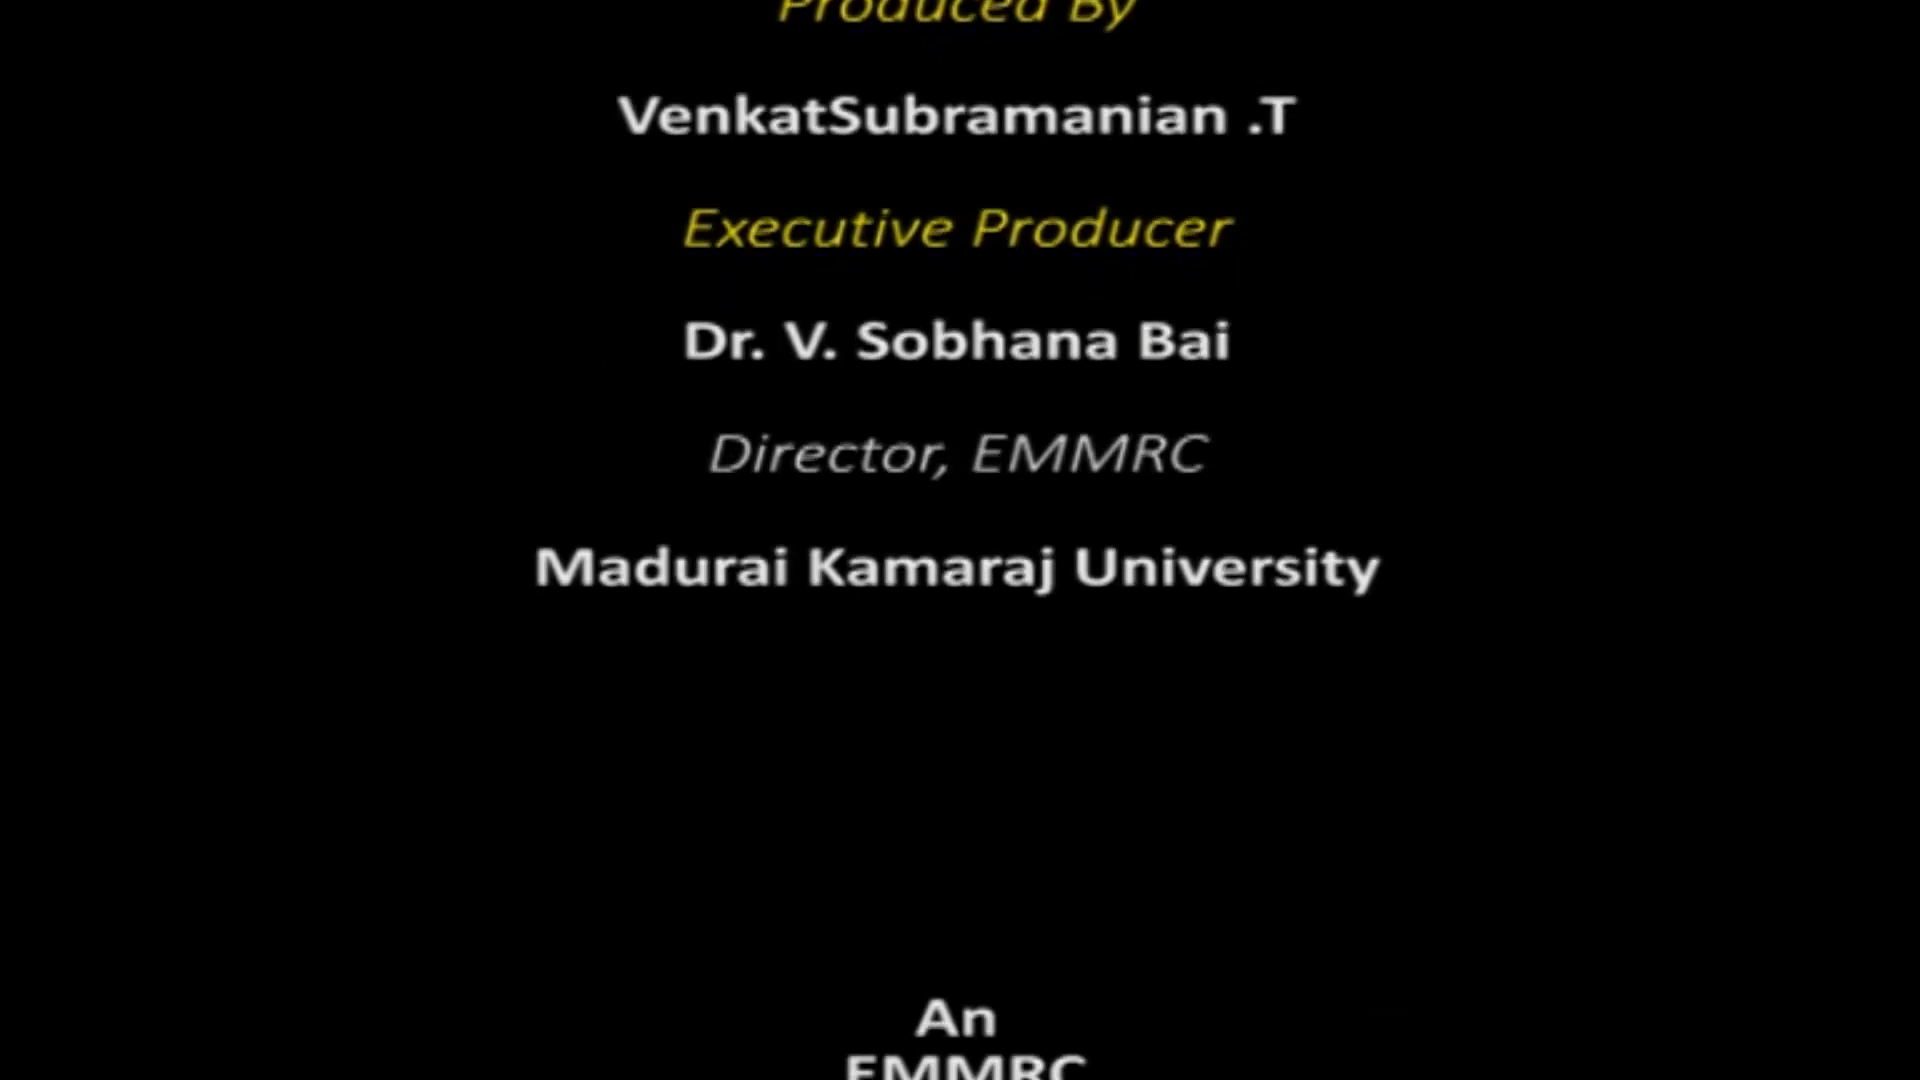 Produced By
VenkatSubramanian .T
Executive Producer
Dr. V. Sobhana Bai
Director, EMMRC
Madurai Kamaraj University
An
EMMRC